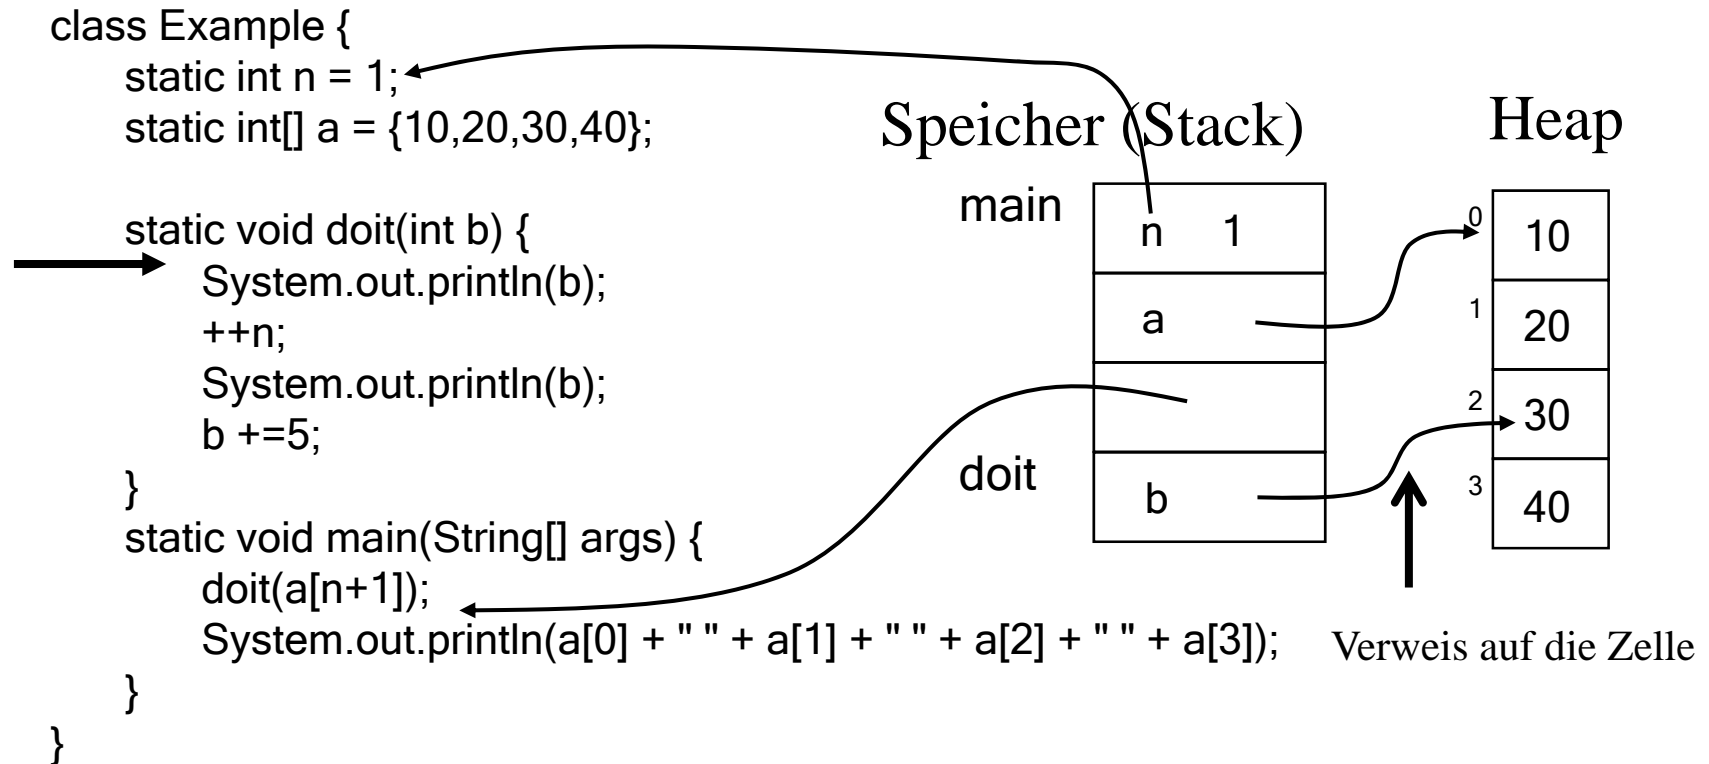 class Example {
static int n = 1;
static int[] a = {10,20,30,40};
static void doit(int b) {
System.out.println(b);
++n;
System.out.println(b);
b +=5;
}
static void main(String[] args) {
doit(a[n+1]);
System.out.println(a[0] + " " + a[1] + " " + a[2] + " " + a[3]);
}
}
Speicher (Stack)
main
n 1
a
doit
b
Heap
0 10
1 20
2 30
3 40
Verweis auf die Zelle